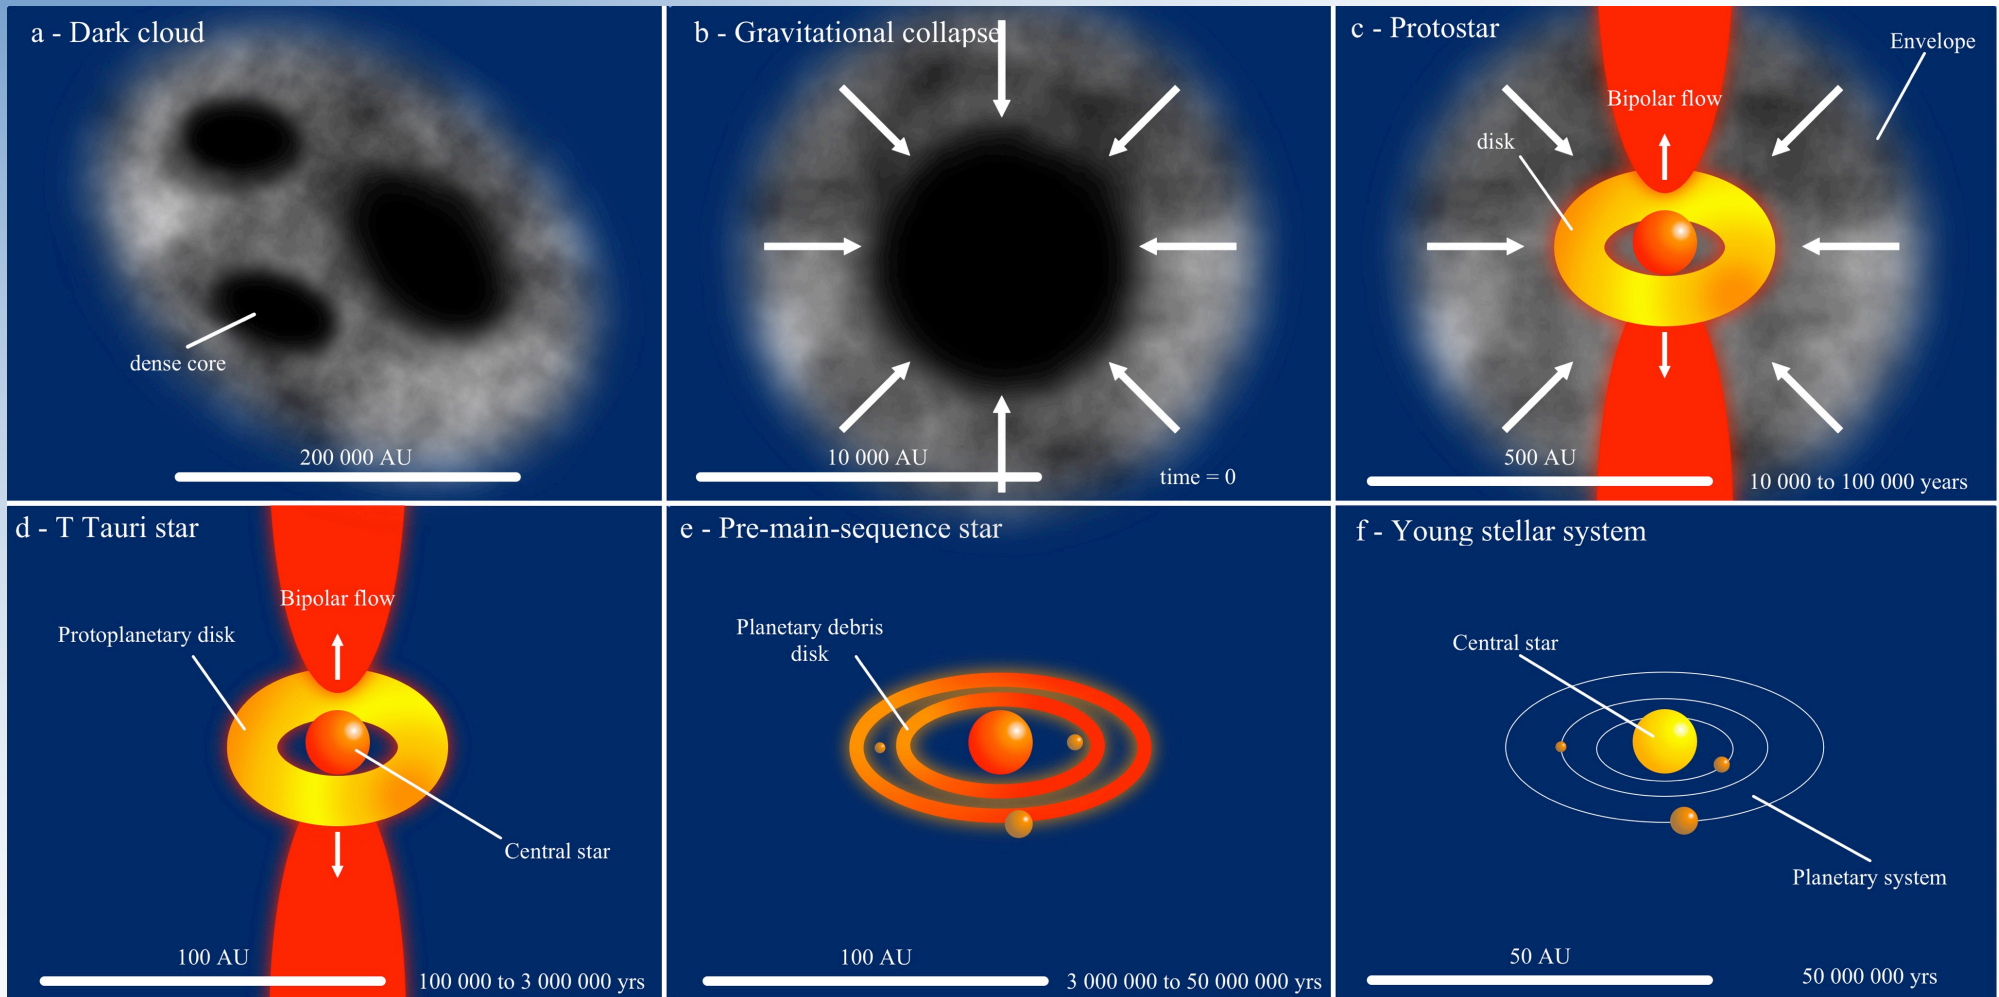 a - Dark cloud
dense core
200 000 AU
b - Gravitational collapse
10 000 AU
time = 0
c - Protostar
Envelope
Bipolar flow
disk
500 AU
10 000 to 100 000 years
d - T Tauri star
Bipolar flow
Protoplanetary disk
Central star
100 AU
100 000 to 3 000 000 yrs
e - Pre-main-sequence star
Planetary debris
disk
100 AU
3 000 000 to 50 000 000 yrs
f - Young stellar system
Central star
Planetary system
50 AU
50 000 000 yrs